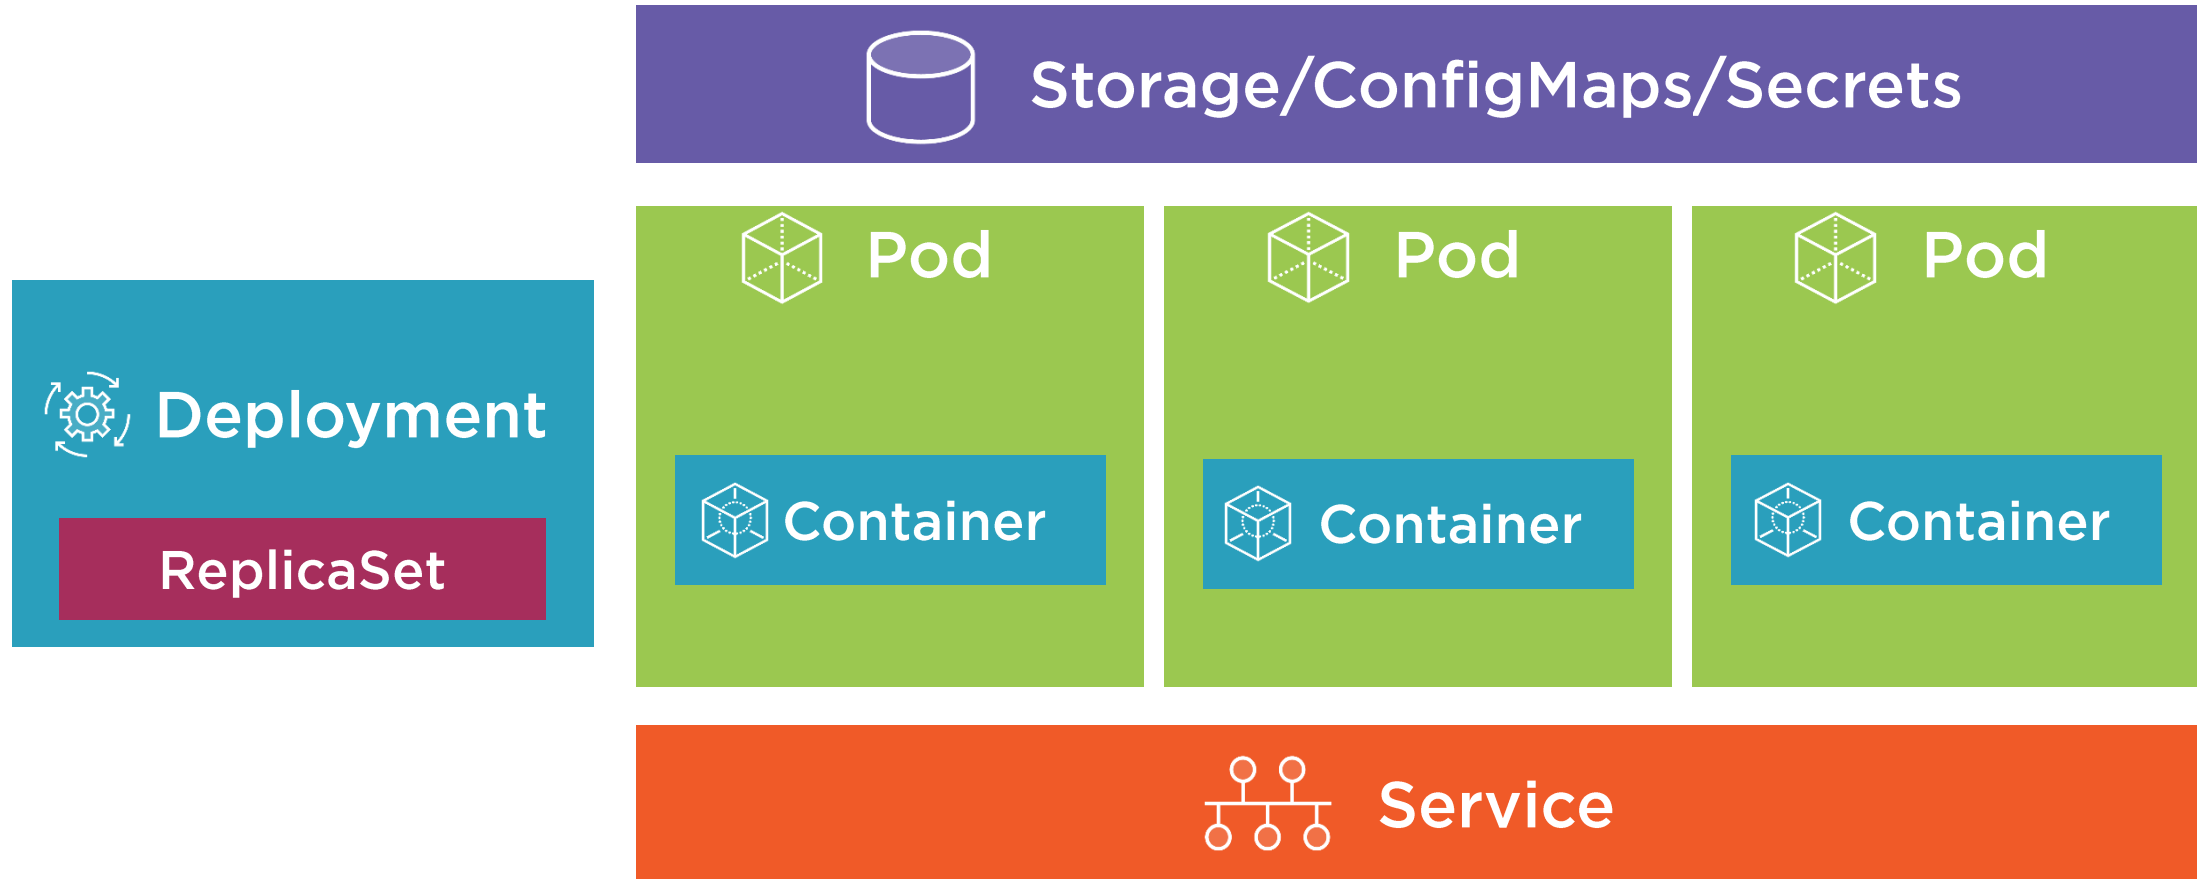 Storage/ConfigMaps/Secrets
Pod
Pod
Pod
Deployment
ReplicaSet
Container
Container
Container
Service